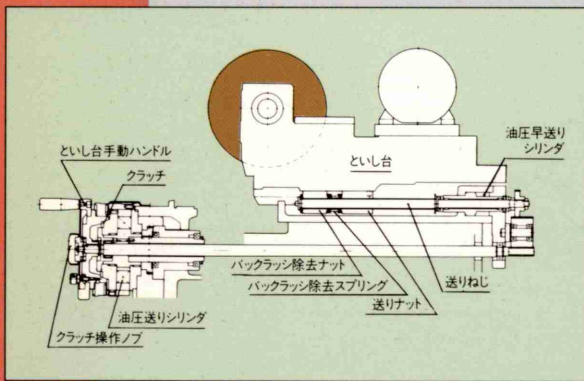 油圧早送り
シリンダ
といし台手動ハンドル
といし台
クラッチ
バックラッシ除去ナット
バックラッシ除去スプリング
送りねじ
送りナット
油圧送りシリンダ
クラッチ操作ノブ